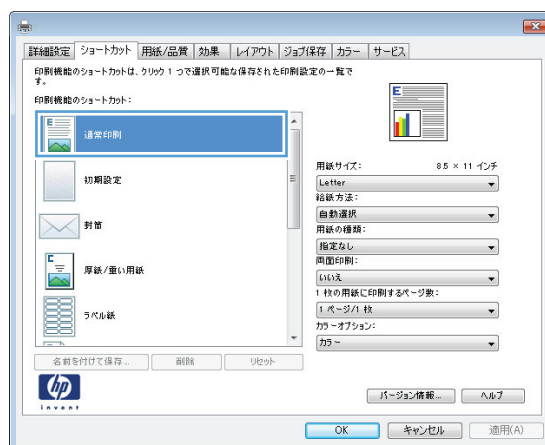 詳細設定 ショートカット 用紙/品質 効果 レイアウト ジョブ保存 カラー サービス
印刷機能のショートカットは、クリック 1 つで選択可能な保存された印刷設定の一覧で
す。
印刷機能のショートカット:
E
通常印刷
初期設定
封筒
C
厚紙/重い用紙
ラベル紙
E
用紙サイズ: 8.5 × 11 インチ
Letter
給紙方法:
自動選択
用紙の種類:
指定なし
両面印刷:
いいえ
1 枚の用紙に印刷するページ数:
1 ページ/1 枚
カラーオプション:
カラー
名前を付けて保存... 削除 リセット
hp
invent
バージョン情報... ヘルプ
OK キャンセル 適用(A)